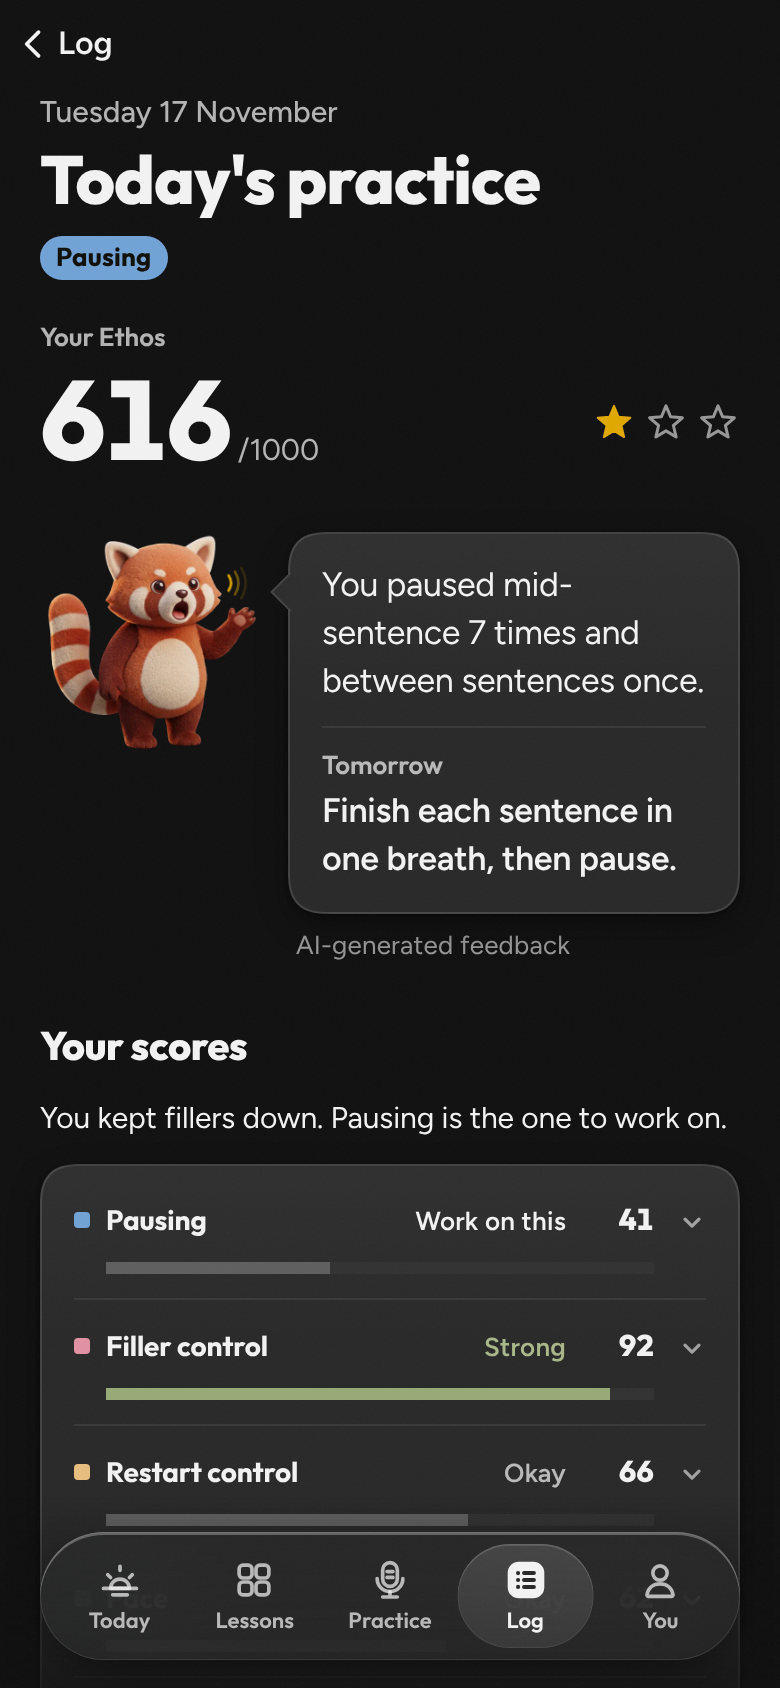 Log
Tuesday 17 November
Today's practice
Pausing
Your Ethos
616/1000
You paused mid-
sentence 7 times and
between sentences once.
Tomorrow
Finish each sentence in
one breath, then pause.
AI-generated feedback
Your scores
You kept fillers down. Pausing is the one to work on.
Pausing Work on this 41
Filler control Strong 92
Restart control Okay 66
Pace Okay 62
Today Lessons Practice Log You